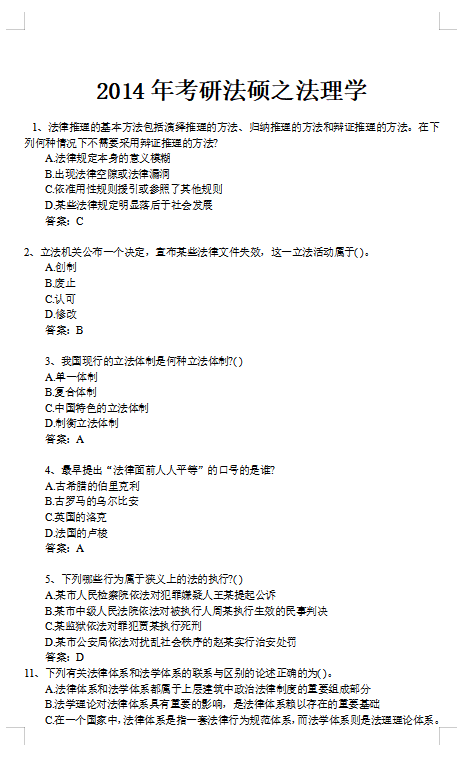 2014 年考研法硕之法理学
1、法律推理的基本方法包括演绎推理的方法、归纳推理的方法和辩证推理的方法。在下
列何种情况下不需要采用辩证推理的方法?
A.法律规定本身的意义模糊
B.出现法律空隙或法律漏洞
C.依准用性规则援引或参照了其他规则
D.某些法律规定明显落后于社会发展
答案：C
2、立法机关公布一个决定，宣布某些法律文件失效，这一立法活动属于( )。
A.创制
B.废止
C.认可
D.修改
答案：B
3、我国现行的立法体制是何种立法体制?( )
A.单一体制
B.复合体制
C.中国特色的立法体制
D.制衡立法体制
答案：A
4、最早提出“法律面前人人平等”的口号的是谁?
A.古希腊的伯里克利
B.古罗马的乌尔比安
C.英国的洛克
D.法国的卢梭
答案：A
5、下列哪些行为属于狭义上的法的执行?( )
A.某市人民检察院依法对犯罪嫌疑人王某提起公诉
B.某市中级人民法院依法对被执行人周某执行生效的民事判决
C.某监狱依法对罪犯贾某执行死刑
D.某市公安局依法对扰乱社会秩序的赵某实行治安处罚
答案：D
11、下列有关法律体系和法学体系的联系与区别的论述正确的为( )。
A.法律体系和法学体系都属于上层建筑中政治法律制度的重要组成部分
B.法学理论对法律体系具有重要的影响，是法律体系赖以存在的重要基础
C.在一个国家中，法律体系是指一套法律行为规范体系，而法学体系则是法理理论体系。